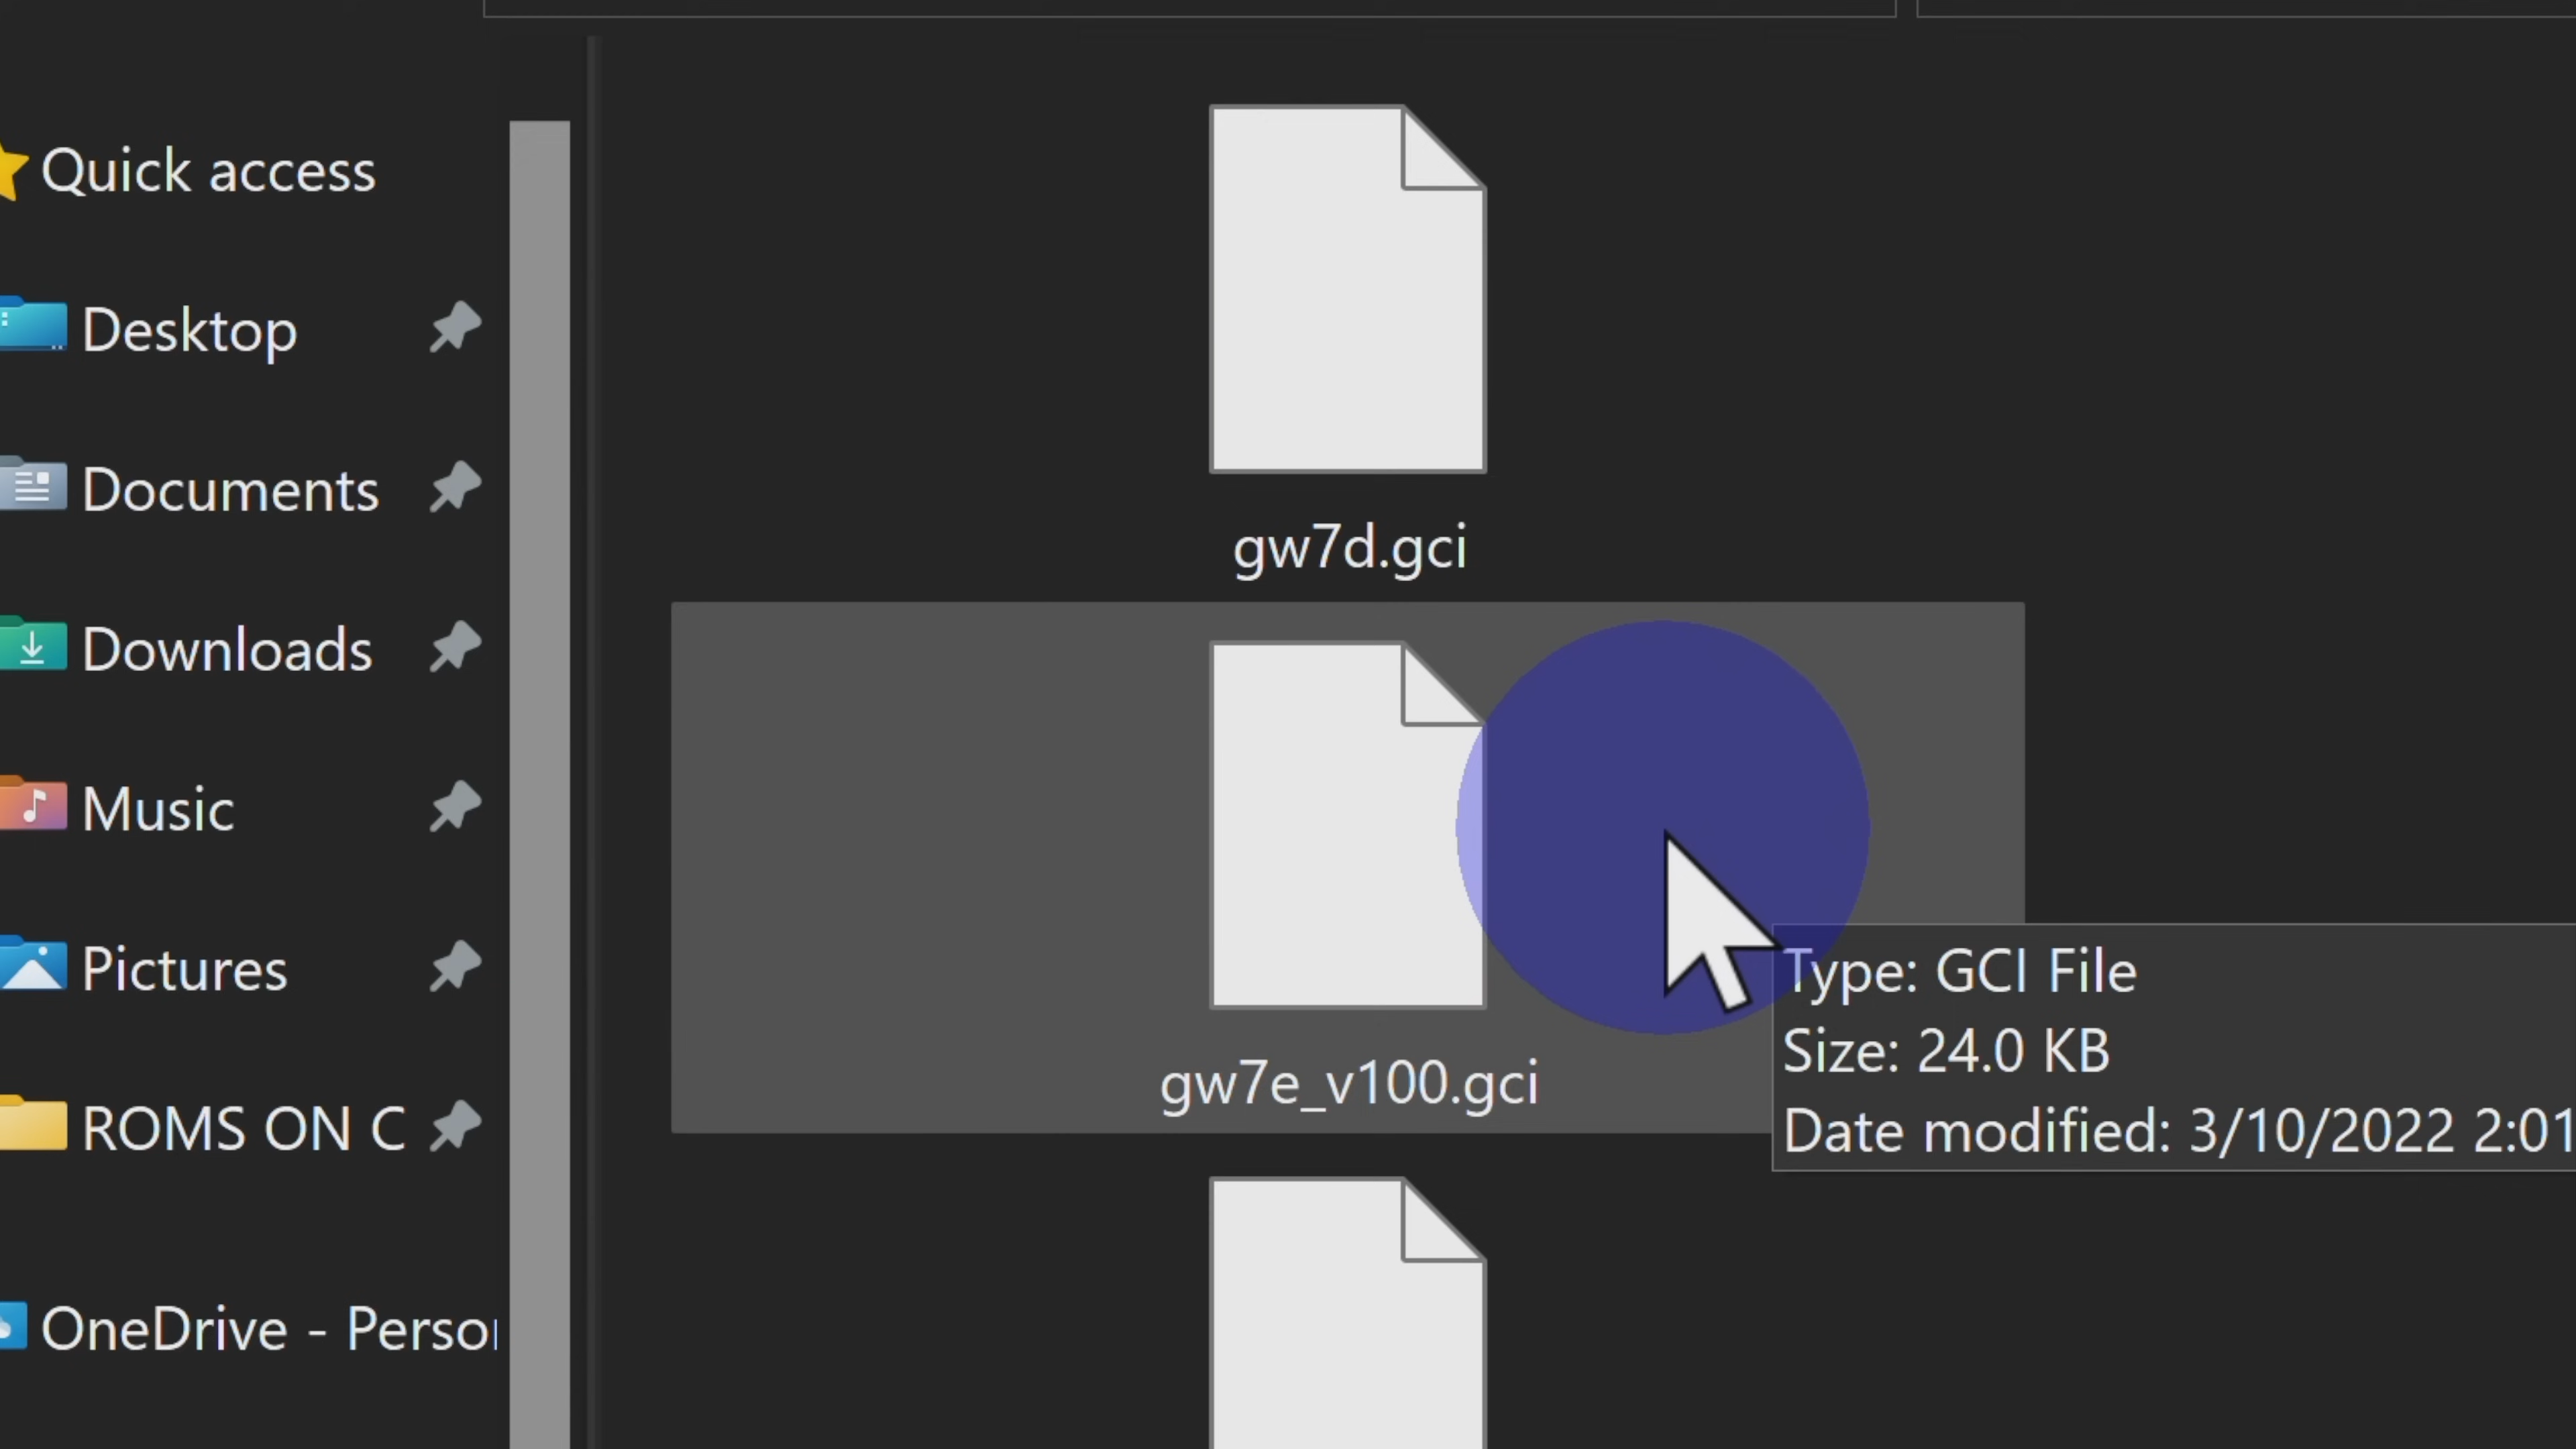 Quick access
Desktop
Documents
Downloads
Music
Pictures
ROMS ON C
OneDrive - Person
gw7d.gci
gw7e_v100.gci
Type: GCI File
Size: 24.0 KB
Date modified: 3/10/2022 2:01